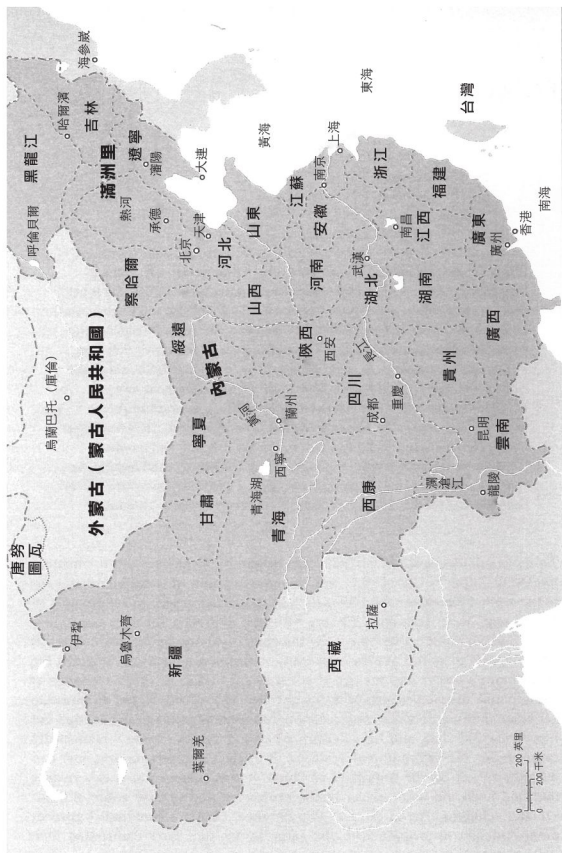 唐努
圖瓦
黑龍江
呼倫貝爾
烏蘭巴托（庫倫）
哈爾濱
海參崴
伊犁
吉林
外蒙古（蒙古人民共和國）
滿洲里
烏魯木齊
熱河
遼寧
察哈爾
瀋陽
承德
新疆
綏遠
北京
寧夏
天津
大連
葉爾羌
甘肅
內蒙古
河北
黃河
山西
山東
黃海
青海湖
西寧
蘭州
青海
陝西
西安
河南
江蘇
安徽
南京
上海
西藏
西康
四川
成都
長江
武漢
湖北
東海
拉薩
重慶
浙江
南昌
江西
湖南
瀾
滄
江
貴州
福建
台灣
昆明
龍陵
雲南
廣西
廣東
廣州
香港
南海
0
200 英里
0
200 千米